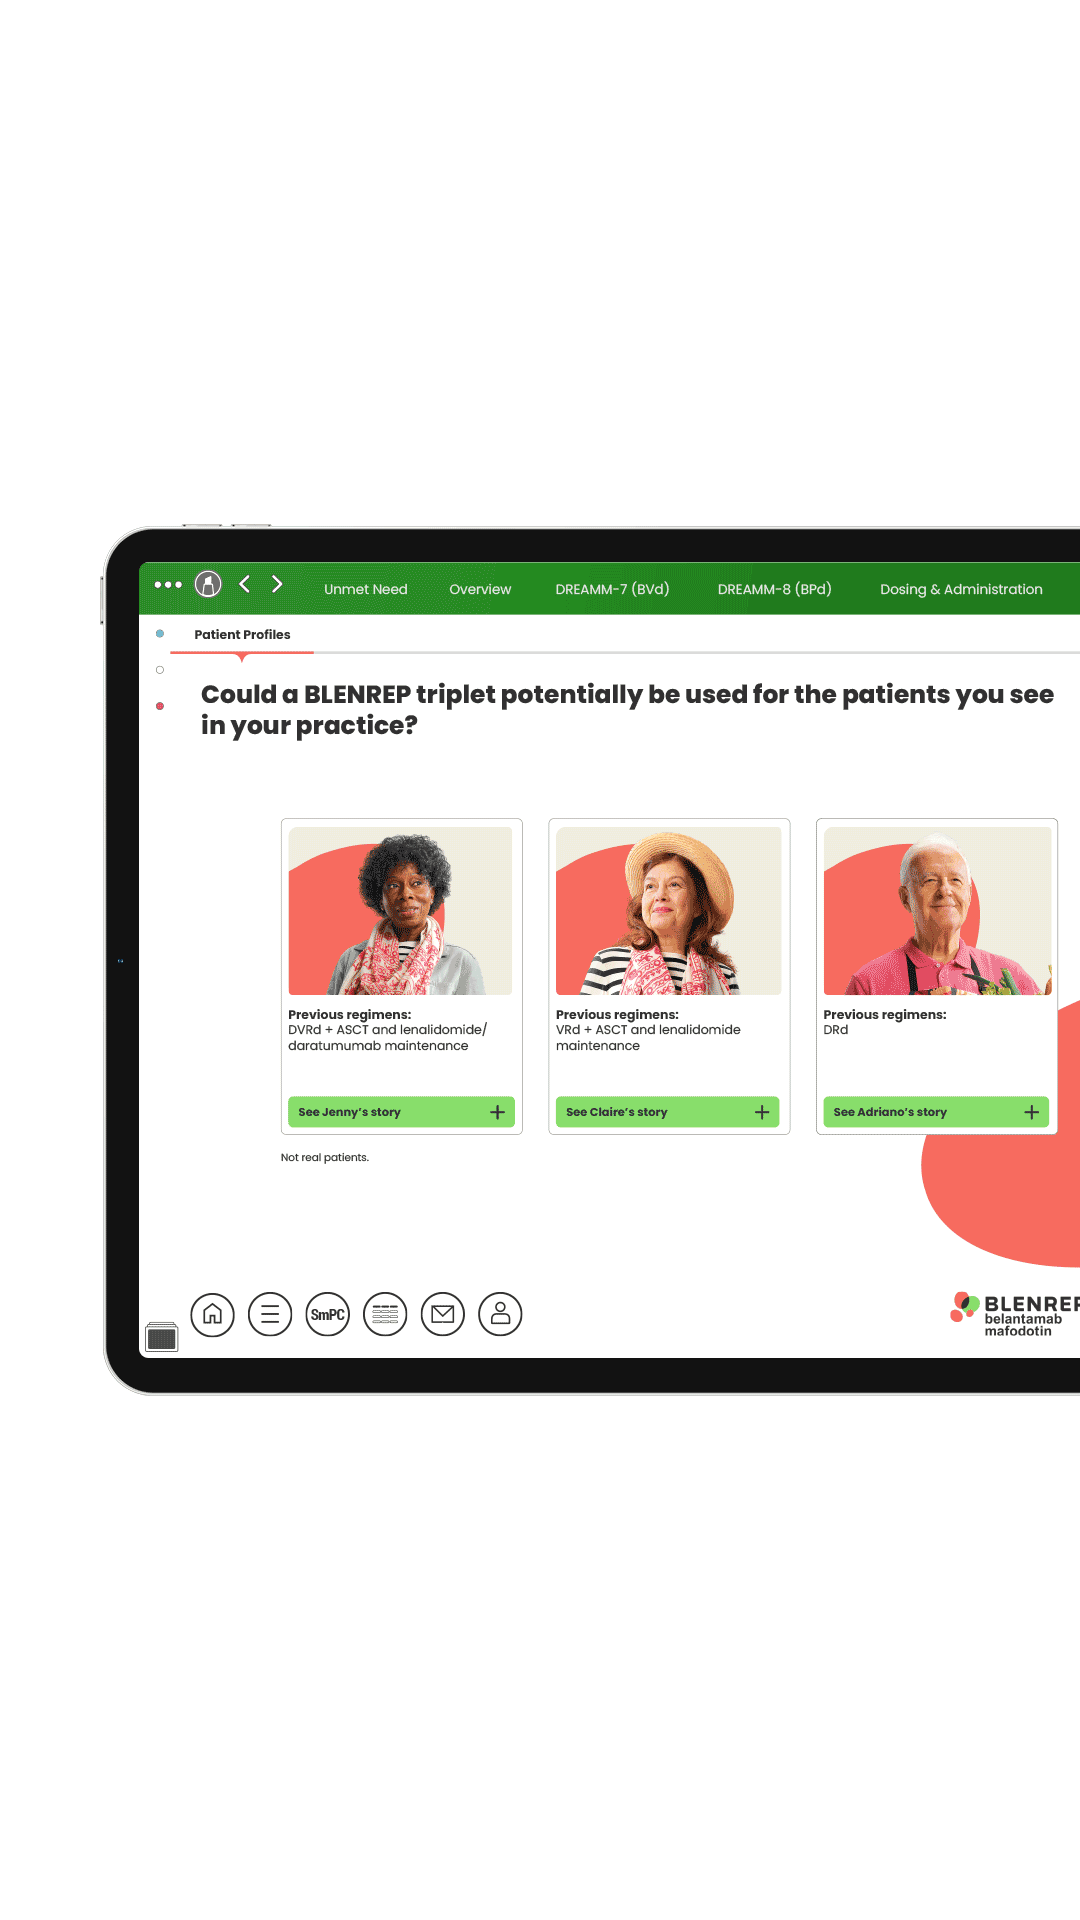 Unmet Need Overview DREAMM-7 (BVd) DREAMM-8 (BPd) Dosing & Administration
Patient Profiles
Could a BLENREP triplet potentially be used for the patients you see
in your practice?
Previous regimens:
DVRd + ASCT and lenalidomide/
daratumumab maintenance
See Jenny's story
Previous regimens:
VRd + ASCT and lenalidomide
maintenance
See Claire's story
Previous regimens:
DRd
See Adriano's story
Not real patients.
SmPC
BLENREP
belantamab
mafodotin